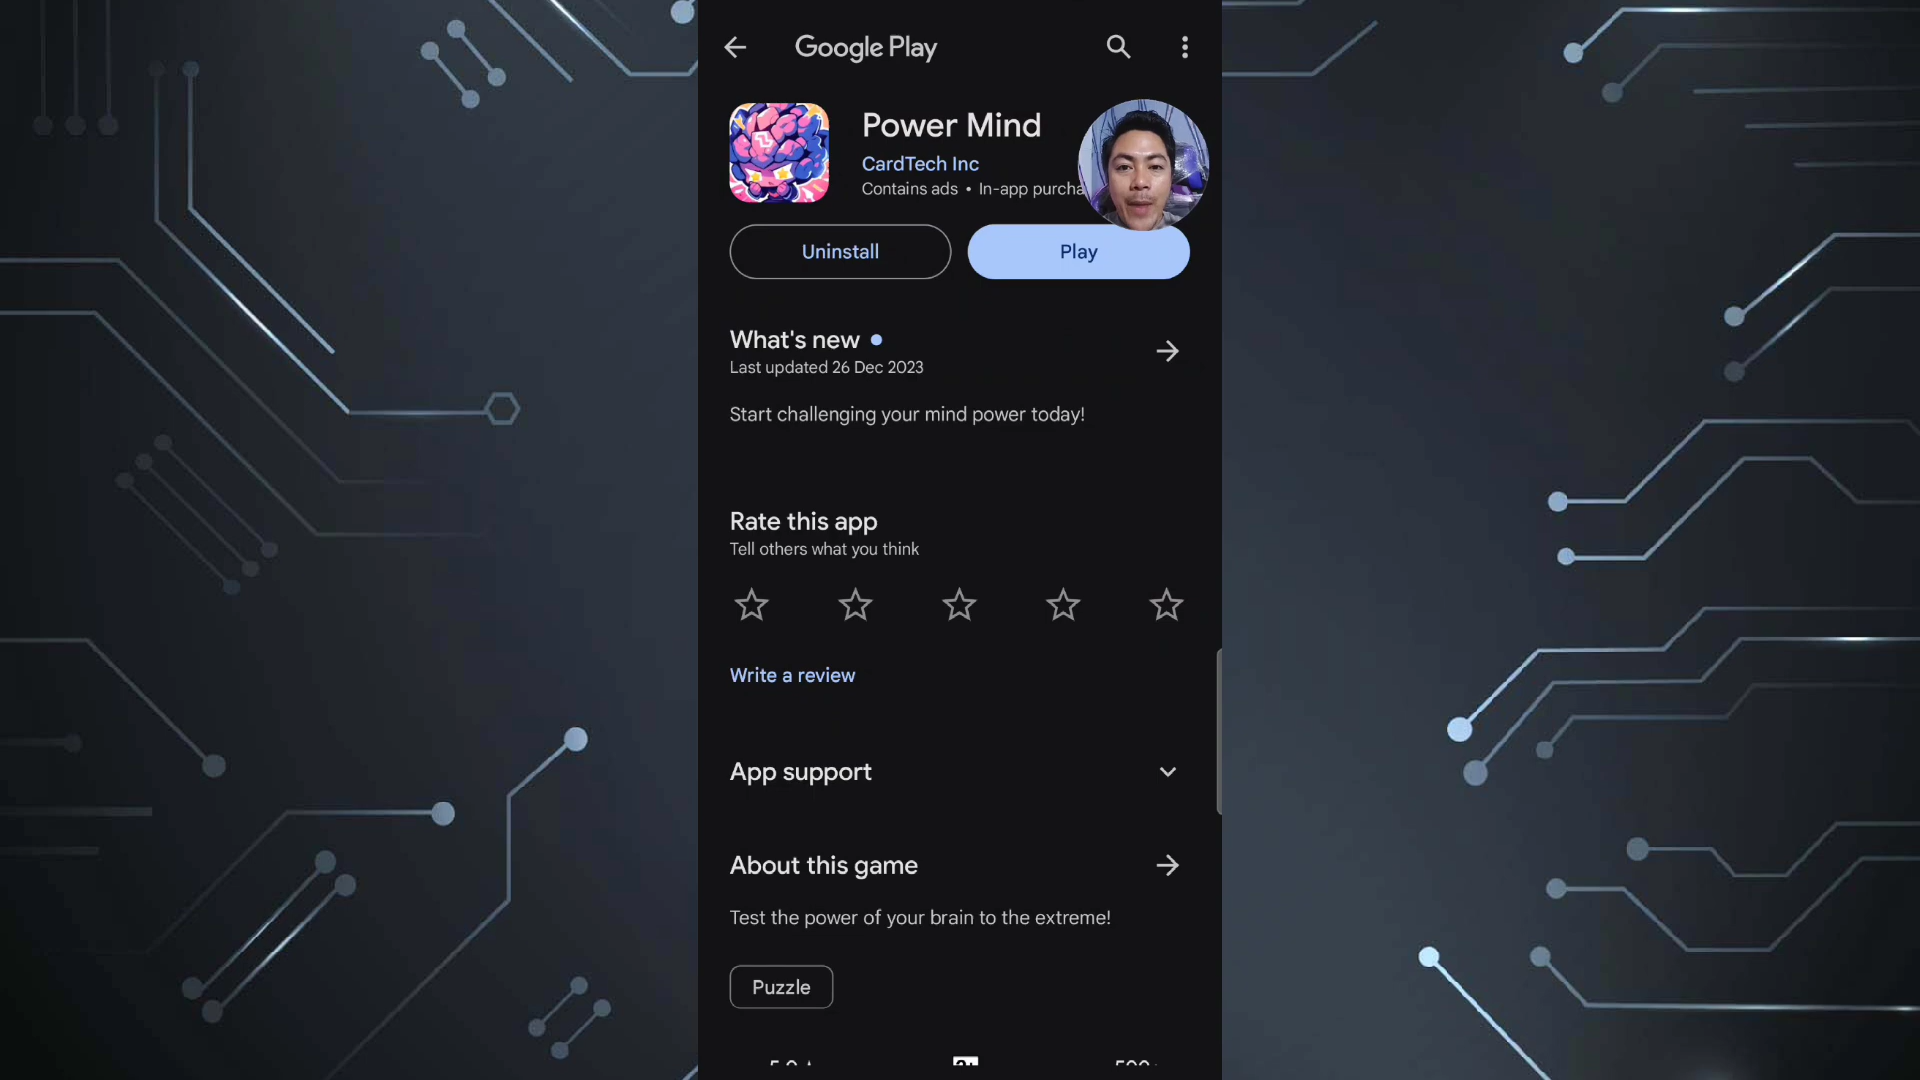 Google Play
Power Mind
CardTech Inc
Contains ads • In-app
Uninstall
Play
What's new
Last updated 26 Dec 2023
Start challenging your mind power today!
Rate this app
Tell others what you think
Write a review
App support
About this game
Test the power of your brain to the extreme!
Puzzle